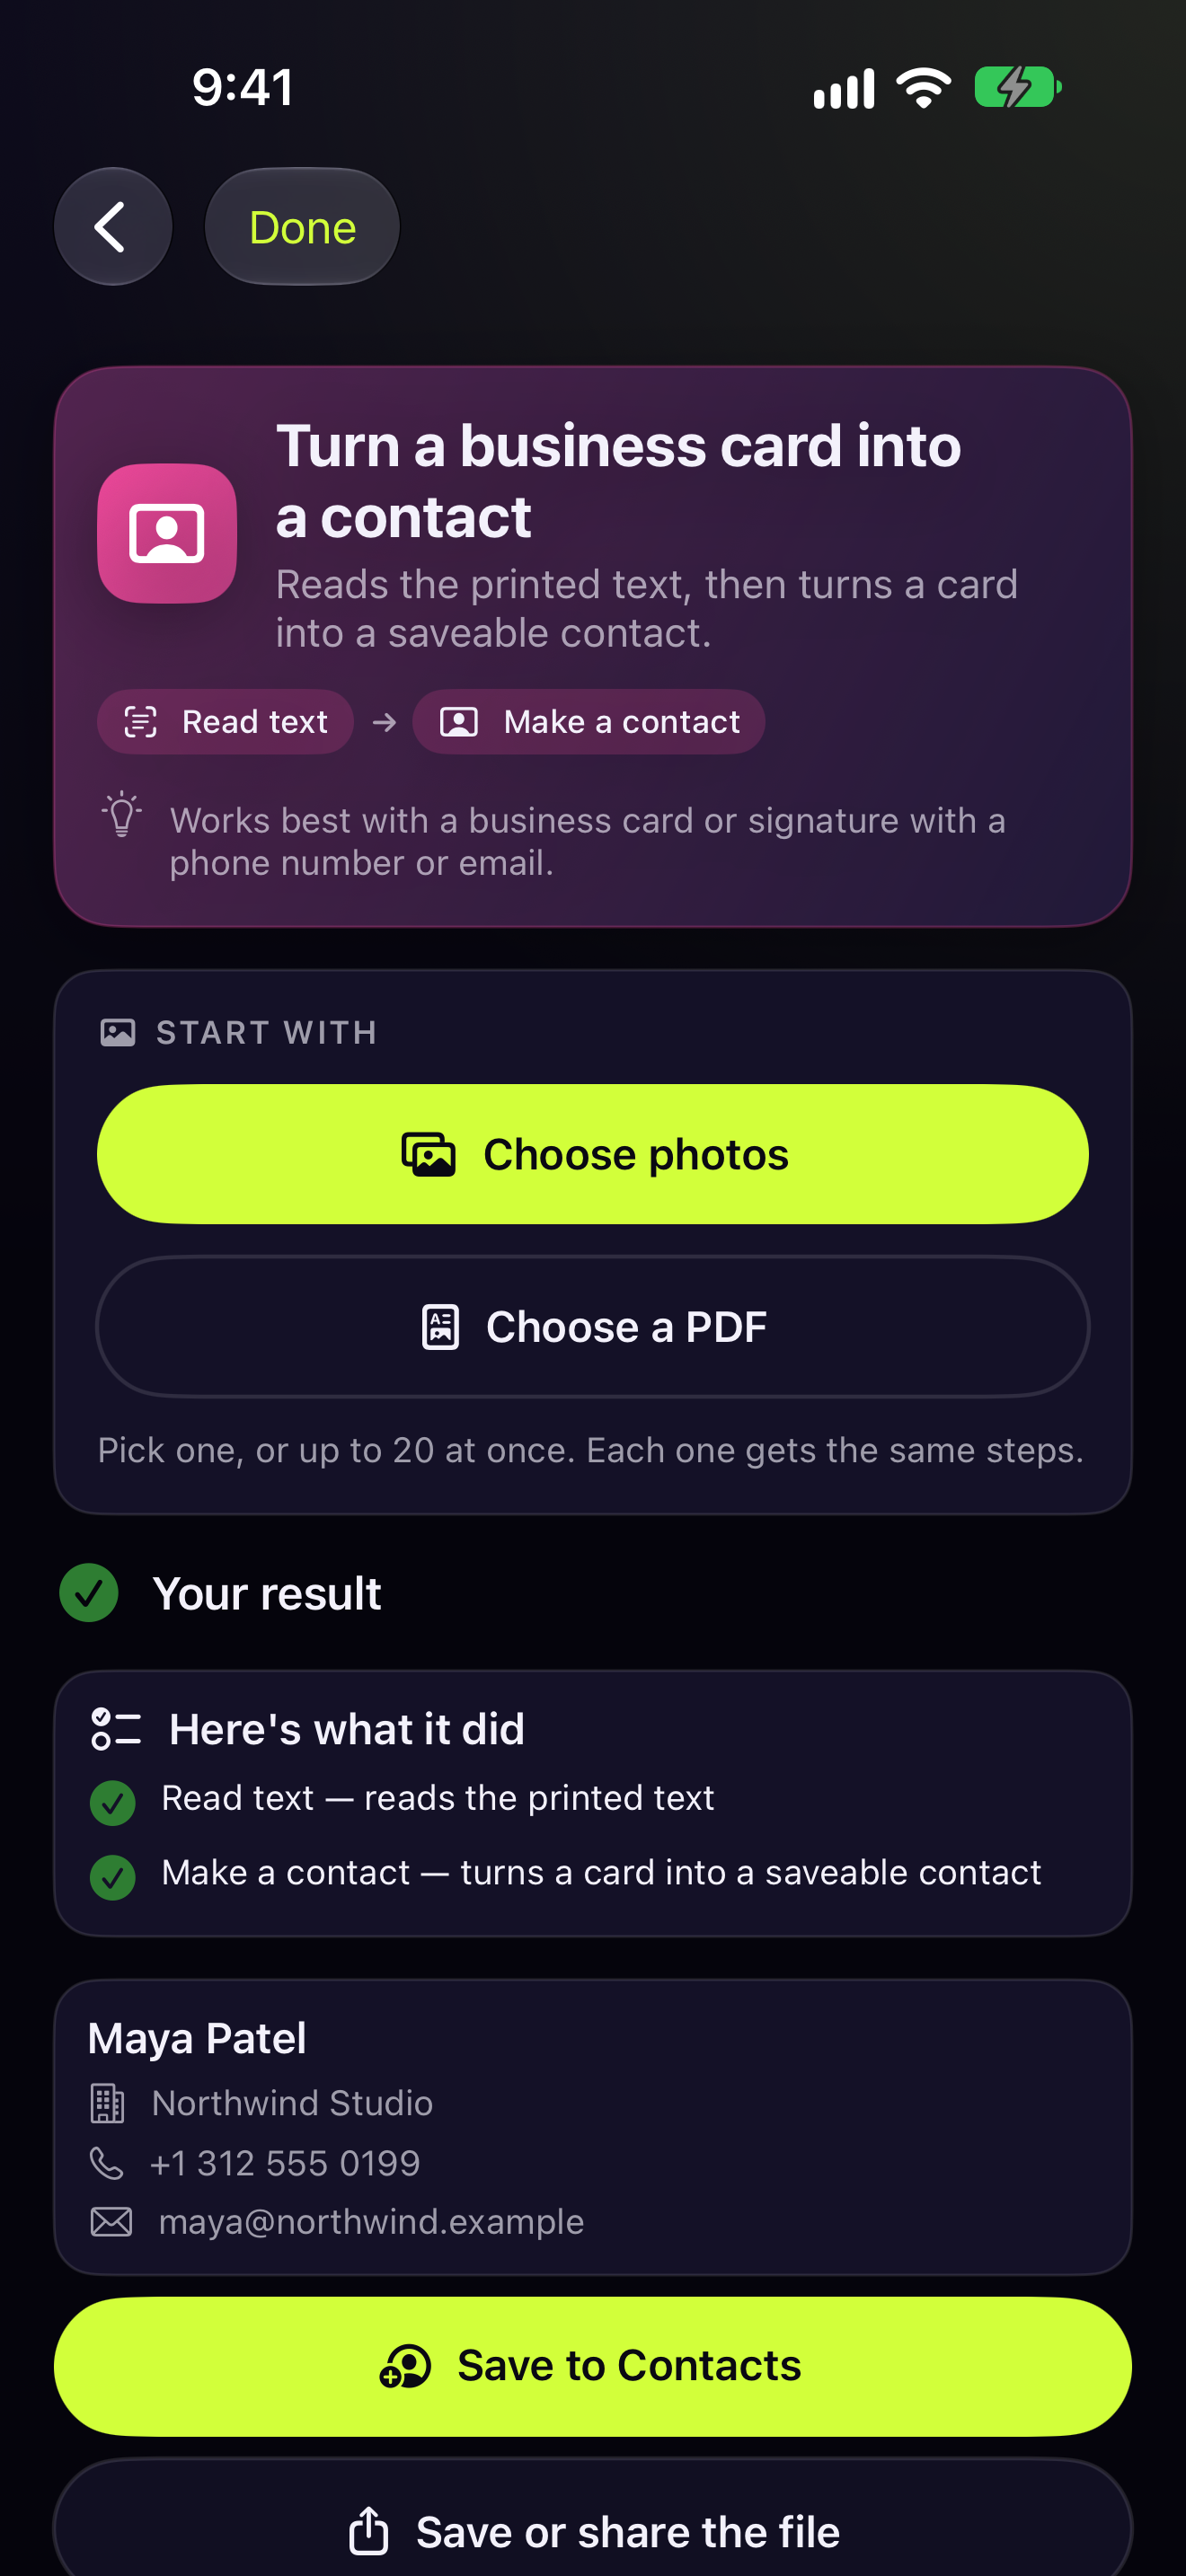 9:41
Done
Turn a business card into
a contact
Reads the printed text, then turns a card
into a saveable contact.
Read text → Make a contact
Works best with a business card or signature with a
phone number or email.
START WITH
Choose photos
Choose a PDF
Pick one, or up to 20 at once. Each one gets the same steps.
Your result
Here's what it did
Read text — reads the printed text
Make a contact — turns a card into a saveable contact
Maya Patel
Northwind Studio
+1 312 555 0199
maya@northwind.example
Save to Contacts
Save or share the file